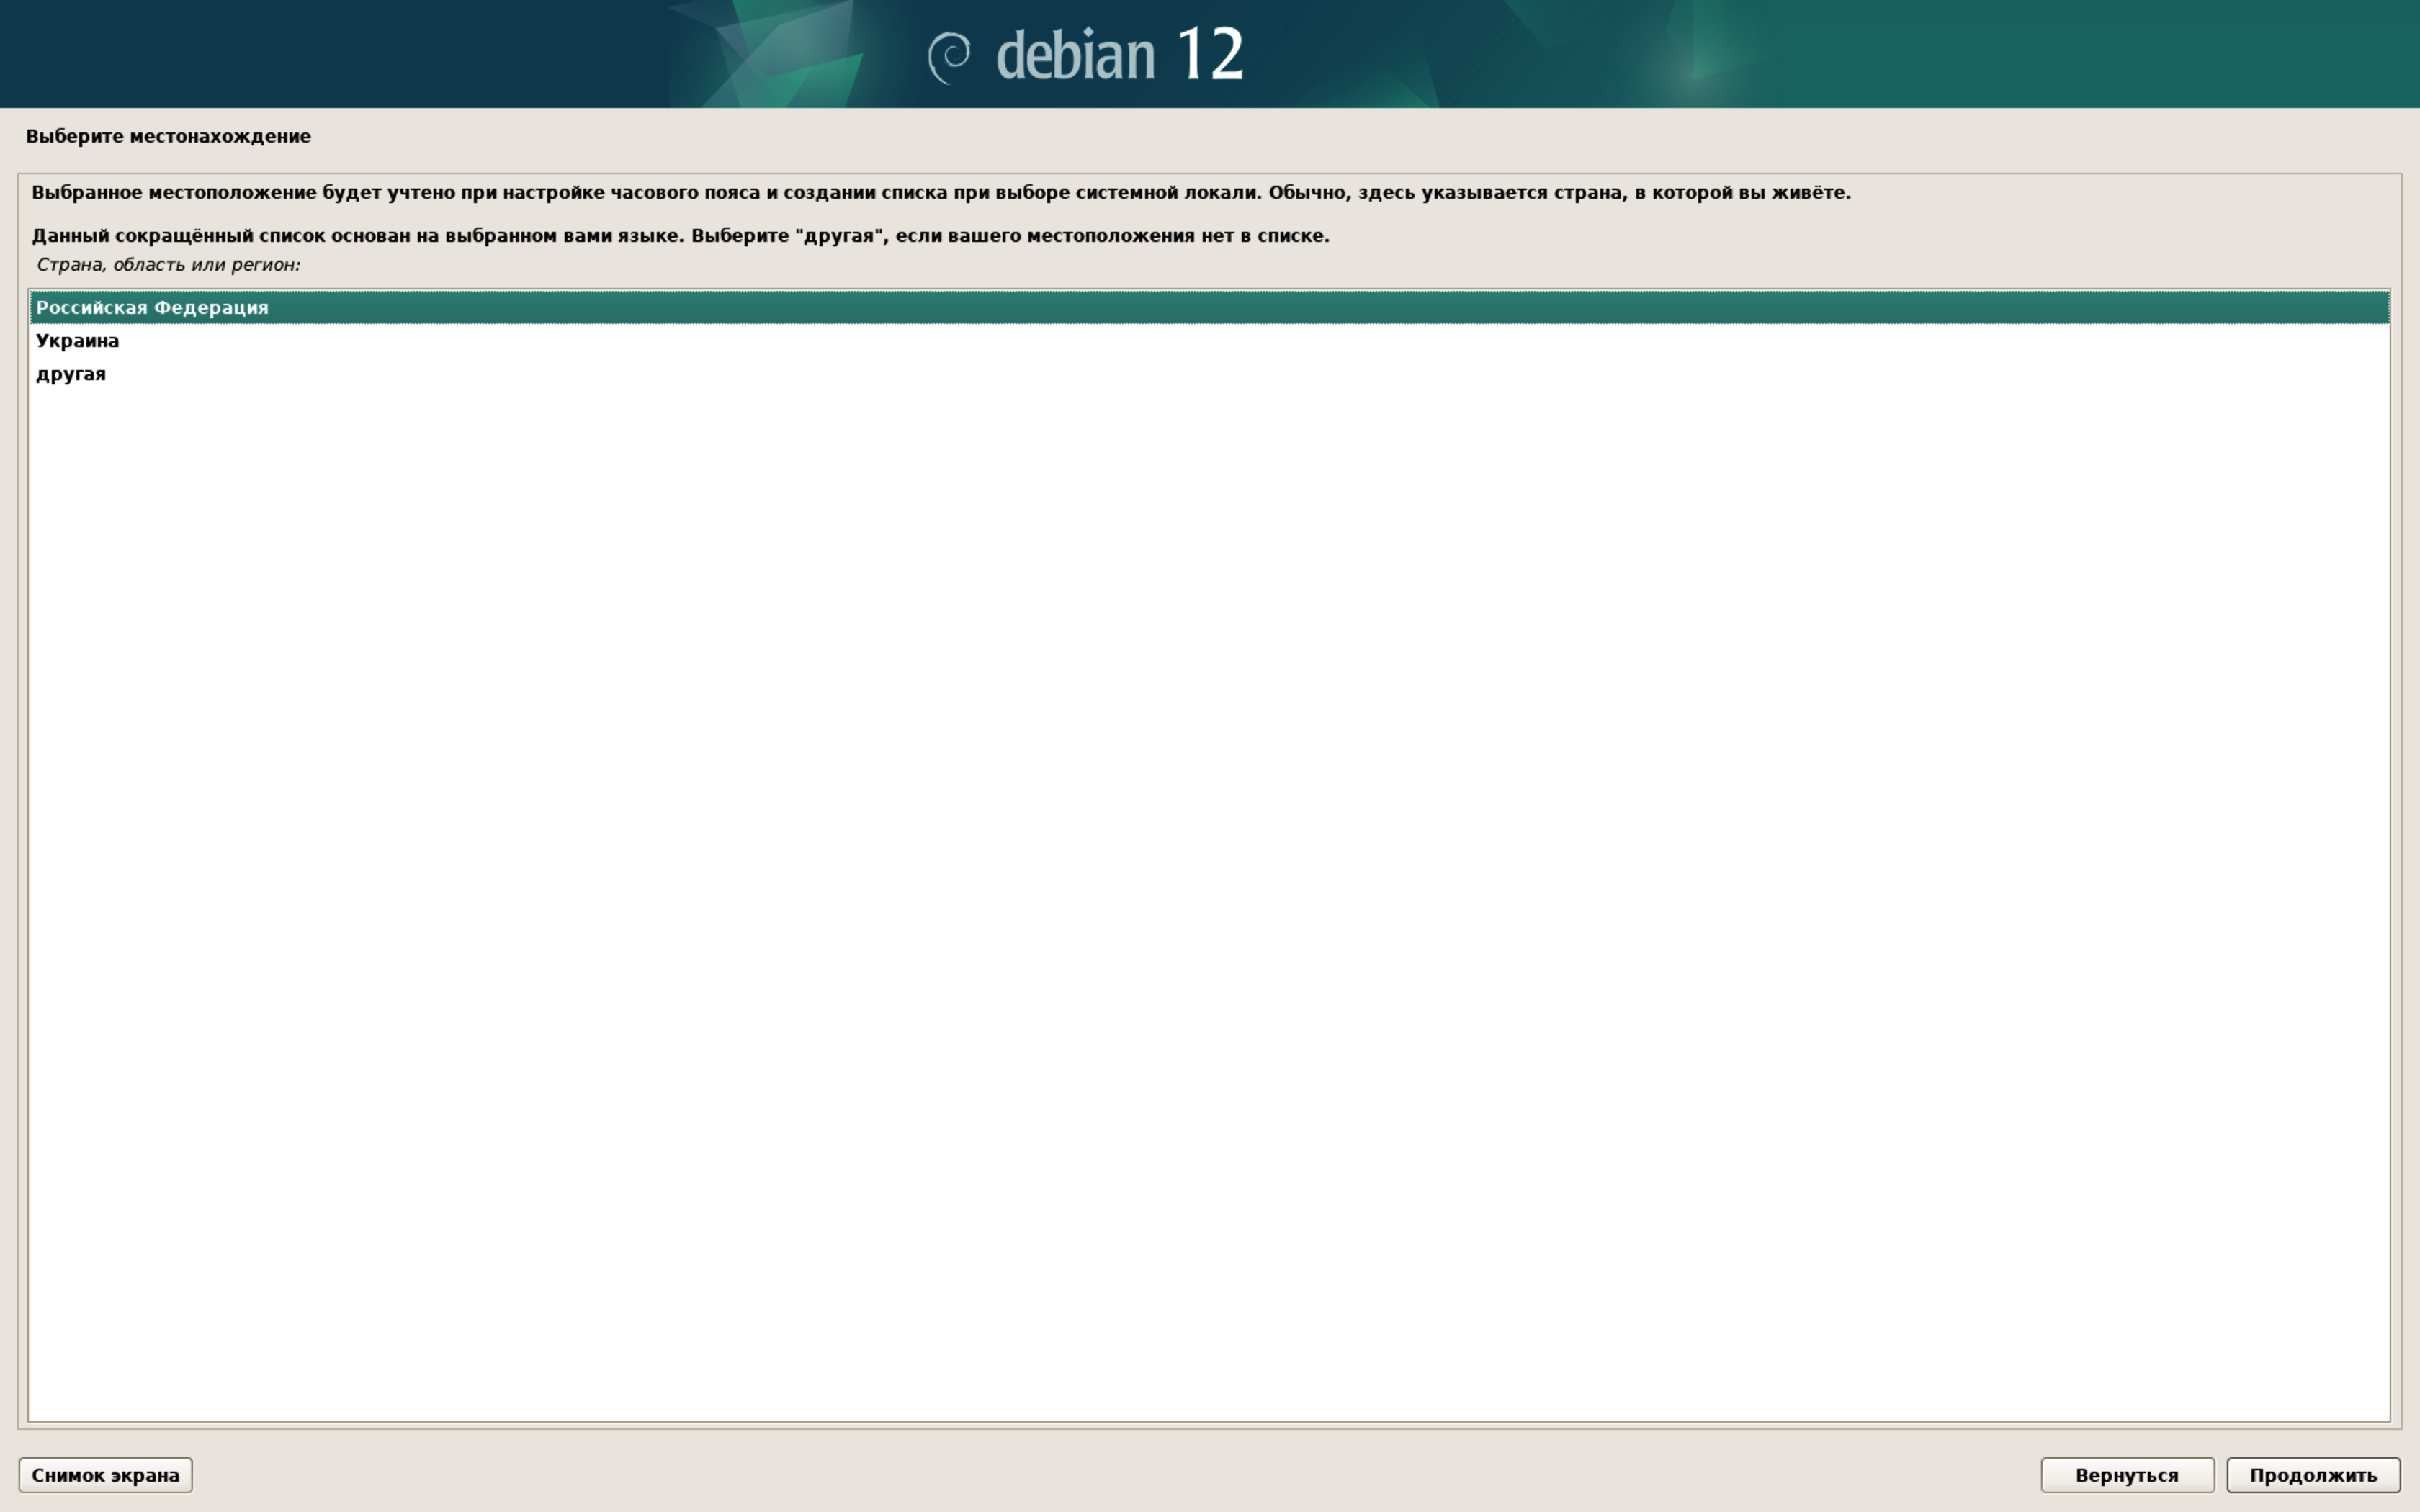 debian 12
Выберите местонахождение
Выбранное местоположение будет учтено при настройке часового пояса и создании списка при выборе системной локали. Обычно, здесь указывается страна, в которой вы живёте.
Данный сокращённый список основан на выбранном вами языке. Выберите "другая", если вашего местоположения нет в списке.
Страна, область или регион:
Российская Федерация
Украина
другая
Снимок экрана
Вернуться
Продолжить